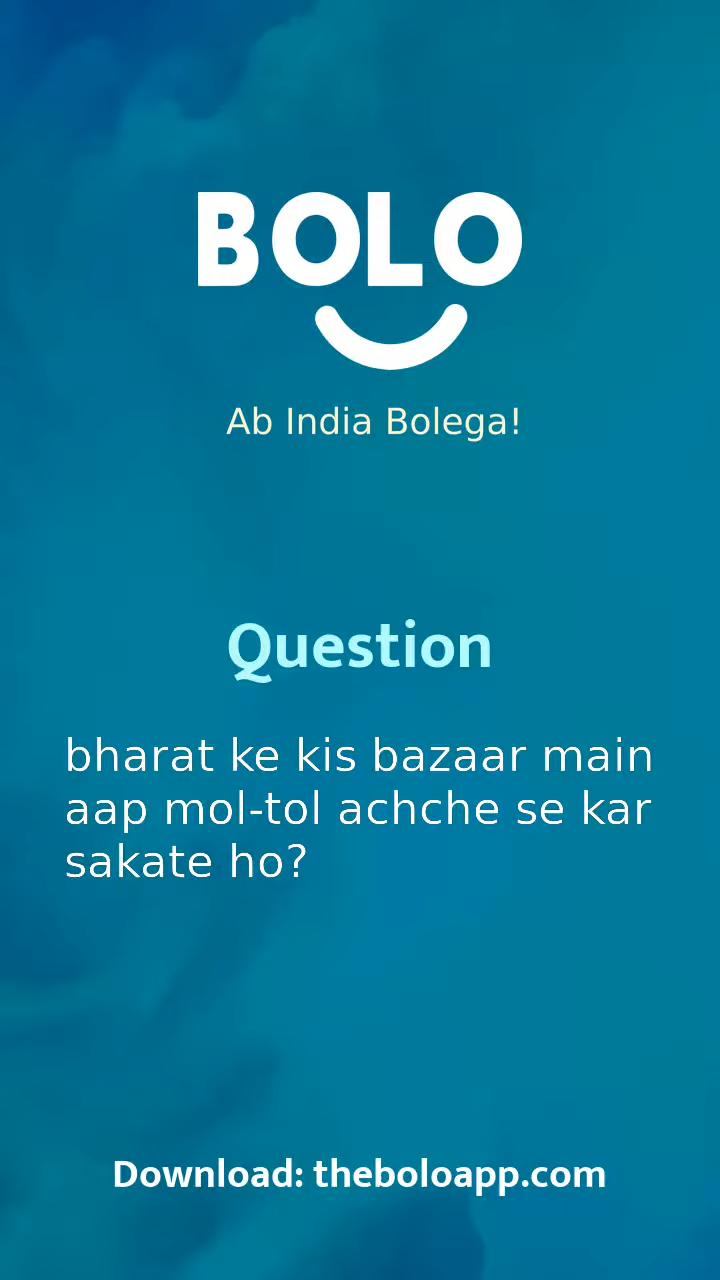 BOLO
Ab India Bolega!
Question
bharat ke kis bazaar main
aap mol-tol achche se kar
sakate ho?
Download: theboloapp.com